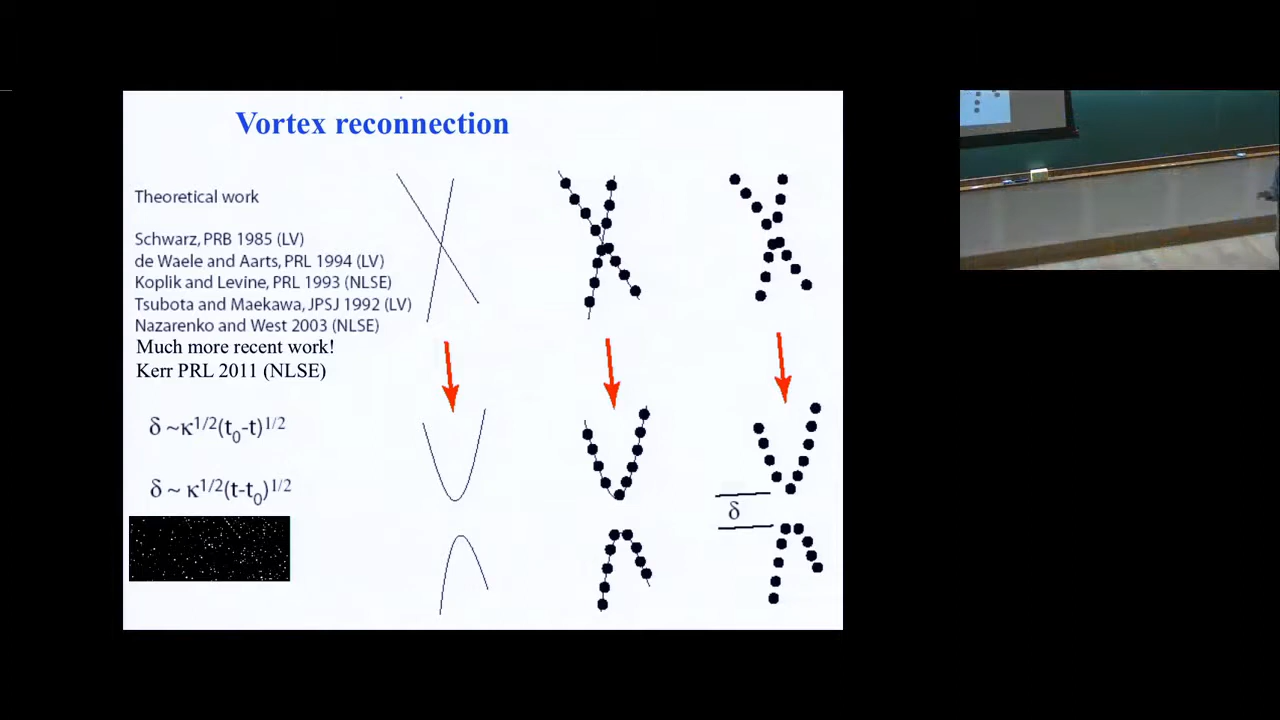 Vortex reconnection
Theoretical work
Schwarz, PRB 1985 (LV)
de Waele and Aarts, PRL 1994 (LV)
Koplik and Levine, PRL 1993 (NLSE)
Tsubota and Maekawa, JPSJ 1992 (LV)
Nazarenko and West 2003 (NLSE)
Much more recent work!
Kerr PRL 2011 (NLSE)
δ ~κ^1/2(t_0-t)^1/2
δ ~ κ^1/2(t-t_0)^1/2
δ